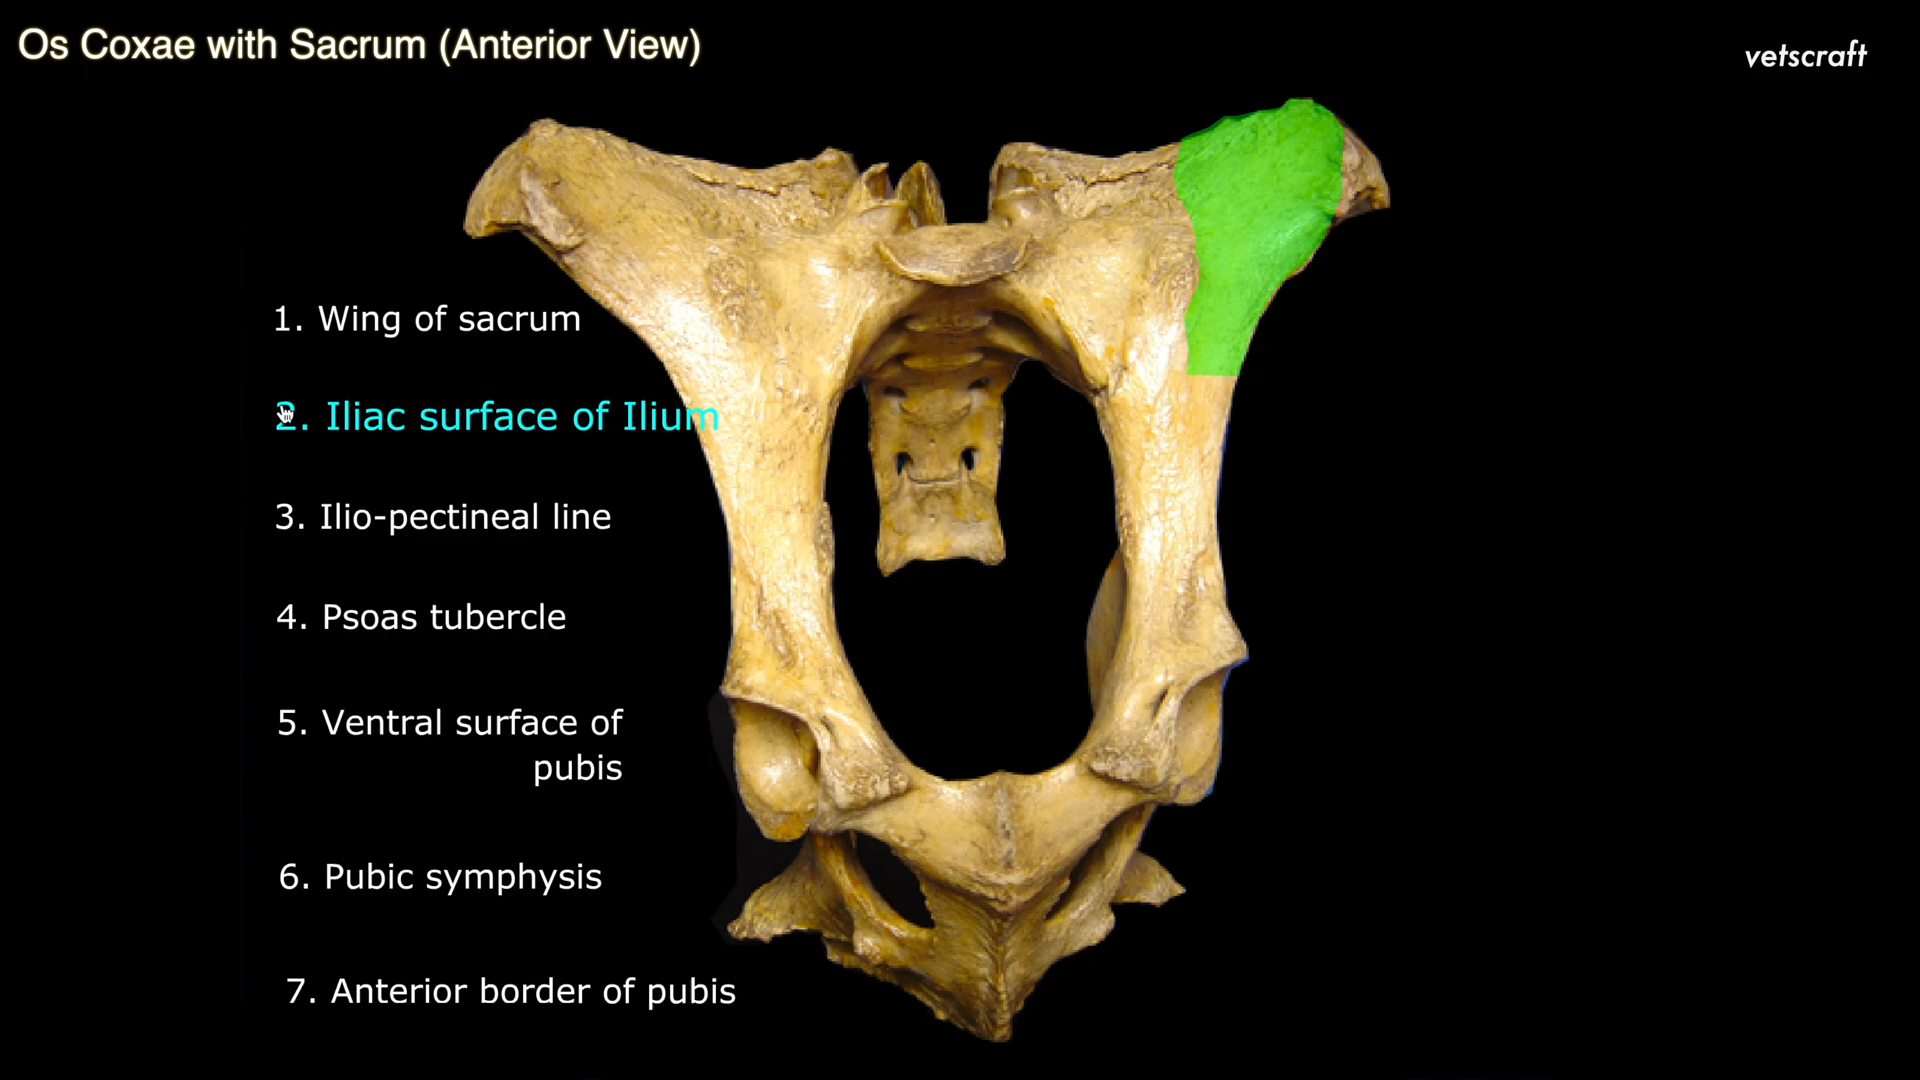 Os Coxae with Sacrum (Anterior View)
vetscraft
1. Wing of sacrum
2. Iliac surface of Ilium
3. Ilio-pectineal line
4. Psoas tubercle
5. Ventral surface of
pubis
6. Pubic symphysis
7. Anterior border of pubis